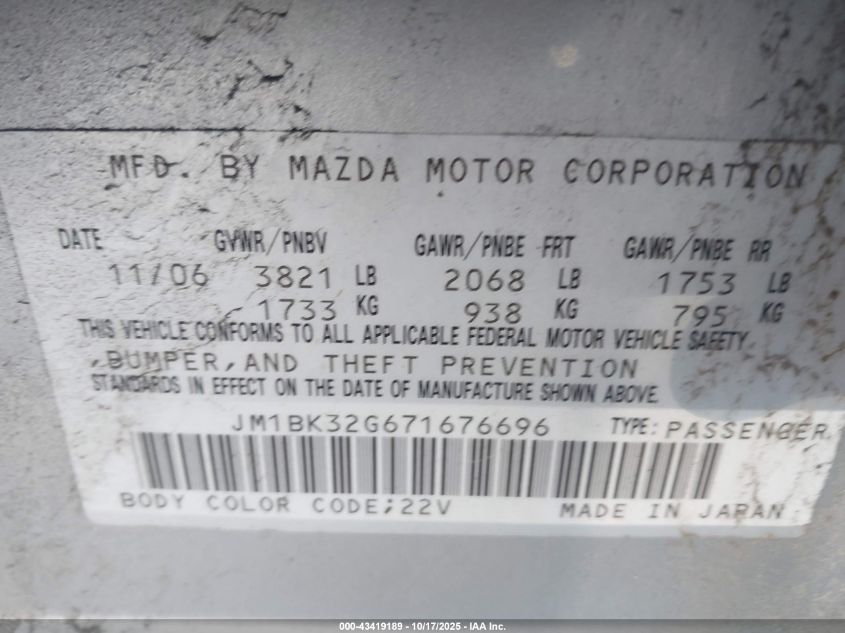 MFD. BY MAZDA MOTOR CORPORATION
DATE GVWR/PNBV GAWR/PNBE FRT GAWR/PNBE RR
11/06 3821 LB 2068 LB 1753 LB
1733 KG 938 KG 795 KG
THIS VEHICLE CONFORMS TO ALL APPLICABLE FEDERAL MOTOR VEHICLE SAFETY,
BUMPER, AND THEFT PREVENTION
STANDARDS IN EFFECT ON THE DATE OF MANUFACTURE SHOWN ABOVE.
JM1BK32G671676696 TYPE: PASSENGER
BODY COLOR CODE;22V MADE IN JAPAN
000-43419189 - 10/17/2025 - IAA Inc.